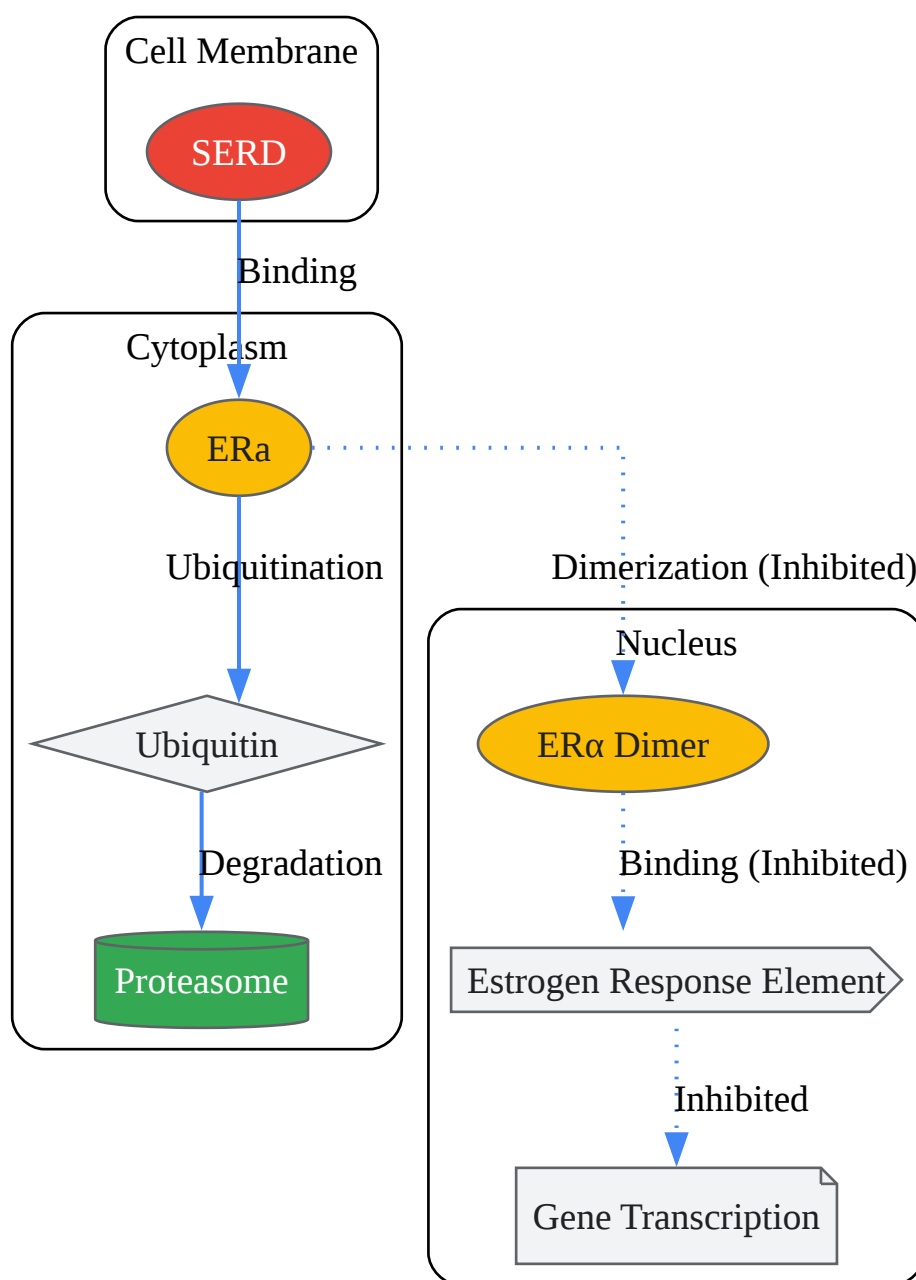 Cell Membrane
SERD
Binding
Cytoplasm
ERa
Ubiquitination
Dimerization (Inhibited)
Nucleus
Ubiquitin
ERα Dimer
Degradation
Binding (Inhibited)
Proteasome
Estrogen Response Element
Inhibited
Gene Transcription